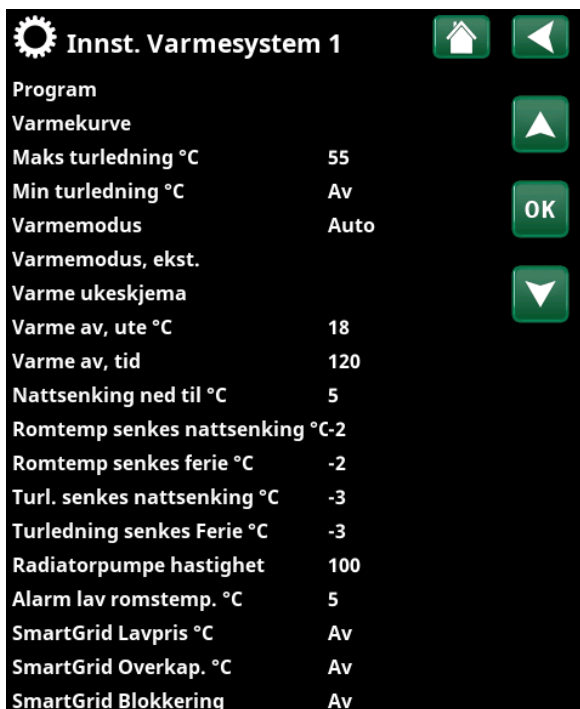 Innst. Varmesystem 1
Program
Varmekurve
Maks turledning °C 55
Min turledning °C Av
OK
Varmemodus Auto
Varmemodus, ekst.
Varme ukeskjema
Varme av, ute °C 18
Varme av, tid 120
Nattsenking ned til °C 5
Romtemp senkes nattsenking °C-2
Romtemp senkes ferie °C -2
Turl. senkes nattsenking °C -3
Turledning senkes Ferie °C -3
Radiatorpumpe hastighet 100
Alarm lav romstemp. °C 5
SmartGrid Lavpris °C Av
SmartGrid Overkap. °C Av
SmartGrid Blokkering Av